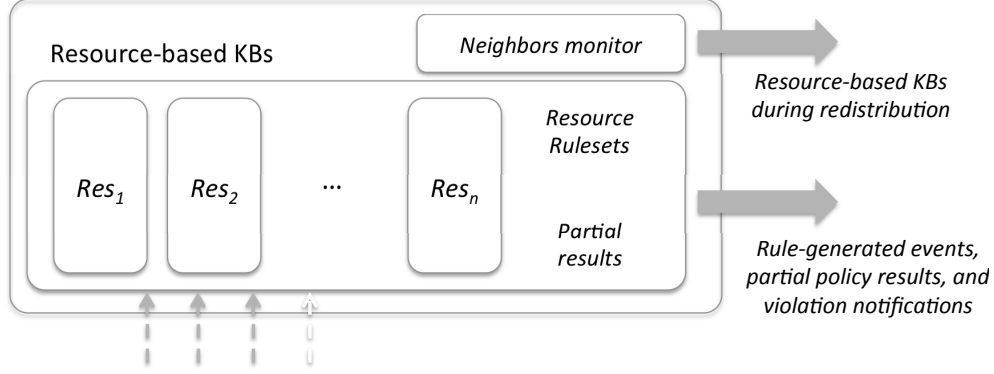 Resource-based KBs
Neighbors monitor
Resource-based KBs
during redistribution
Res1
Res2
...
Resn
Resource
Rulesets
Partial
results
Rule-generated events,
partial policy results, and
violation notifications